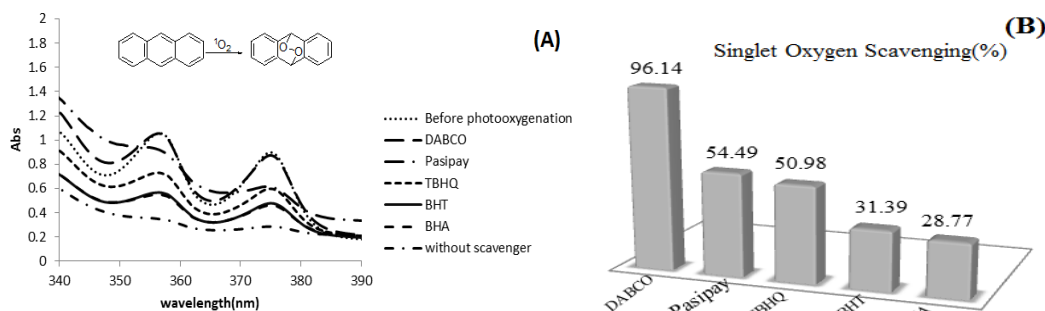 (A)
¹O₂
O
O
Abs
2
1.8
1.6
1.4
1.2
1
0.8
0.6
0.4
0.2
0
340 350 360 370 380 390
wavelength(nm)
Before photooxygenation
DABCO
Pasipay
TBHQ
BHT
BHA
without scavenger
(B)
Singlet Oxygen Scavenging(%)
96.14
54.49
50.98
31.39
28.77
DABCO
Pasipay